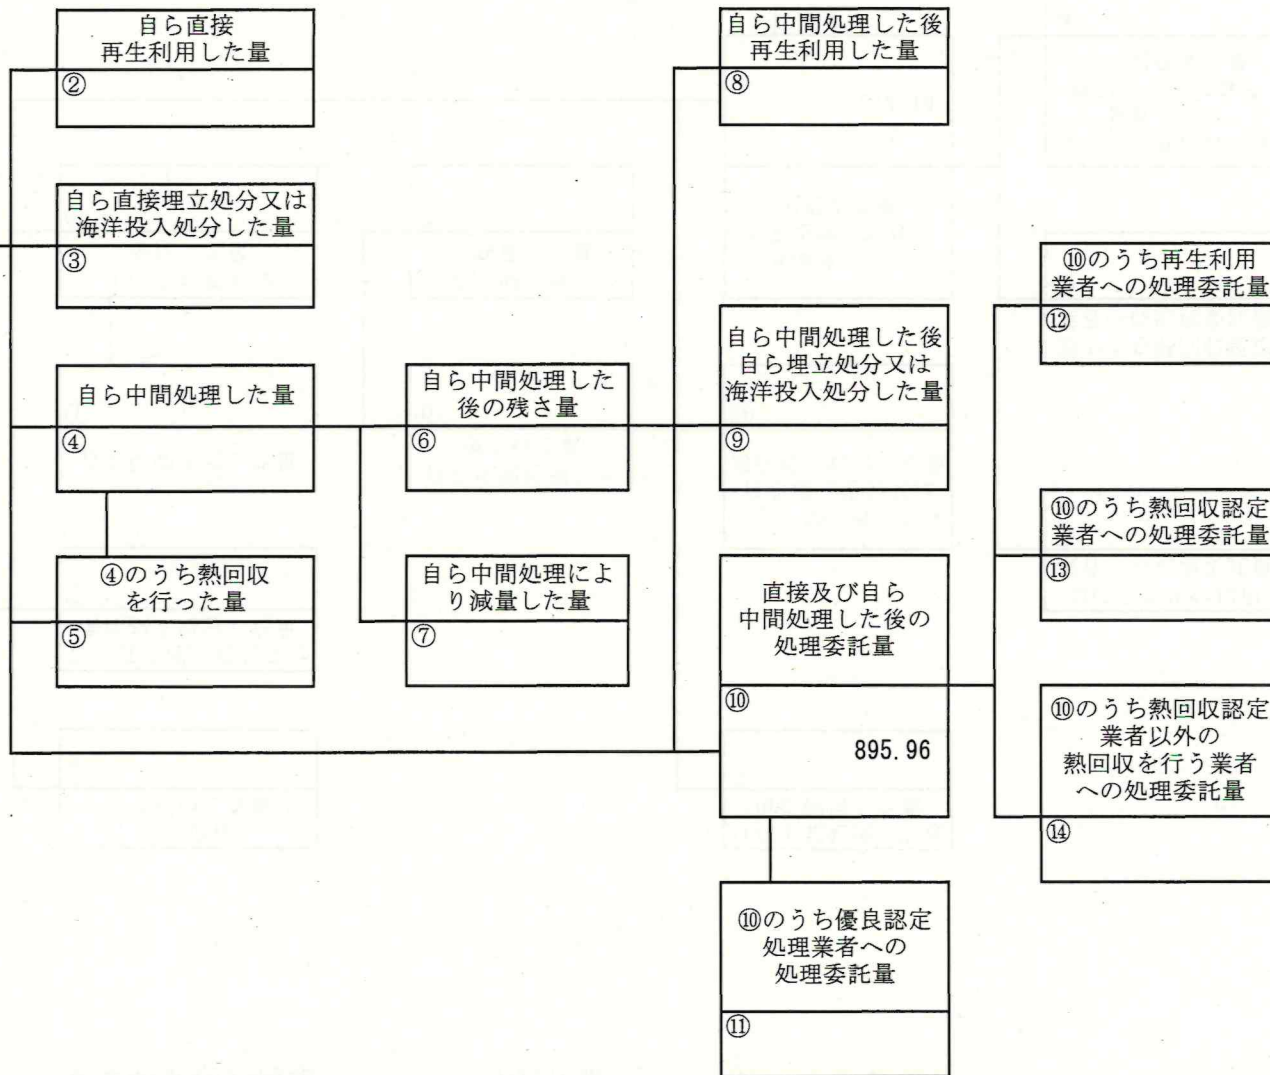 自ら直接
再生利用した量
②
自ら直接埋立処分又は
海洋投入処分した量
③
自ら中間処理した量
④
④のうち熱回収
を行った量
⑤
自ら中間処理した
後の残さ量
⑥
自ら中間処理によ
り減量した量
⑦
自ら中間処理した後
再生利用した量
⑧
自ら中間処理した後
自ら埋立処分又は
海洋投入処分した量
⑨
直接及び自ら
中間処理した後の
処理委託量
⑩
895.96
⑩のうち優良認定
処理業者への
処理委託量
⑪
⑩のうち再生利用
業者への処理委託量
⑫
⑩のうち熱回収認定
業者への処理委託量
⑬
⑩のうち熱回収認定
業者以外の
熱回収を行う業者
への処理委託量
⑭